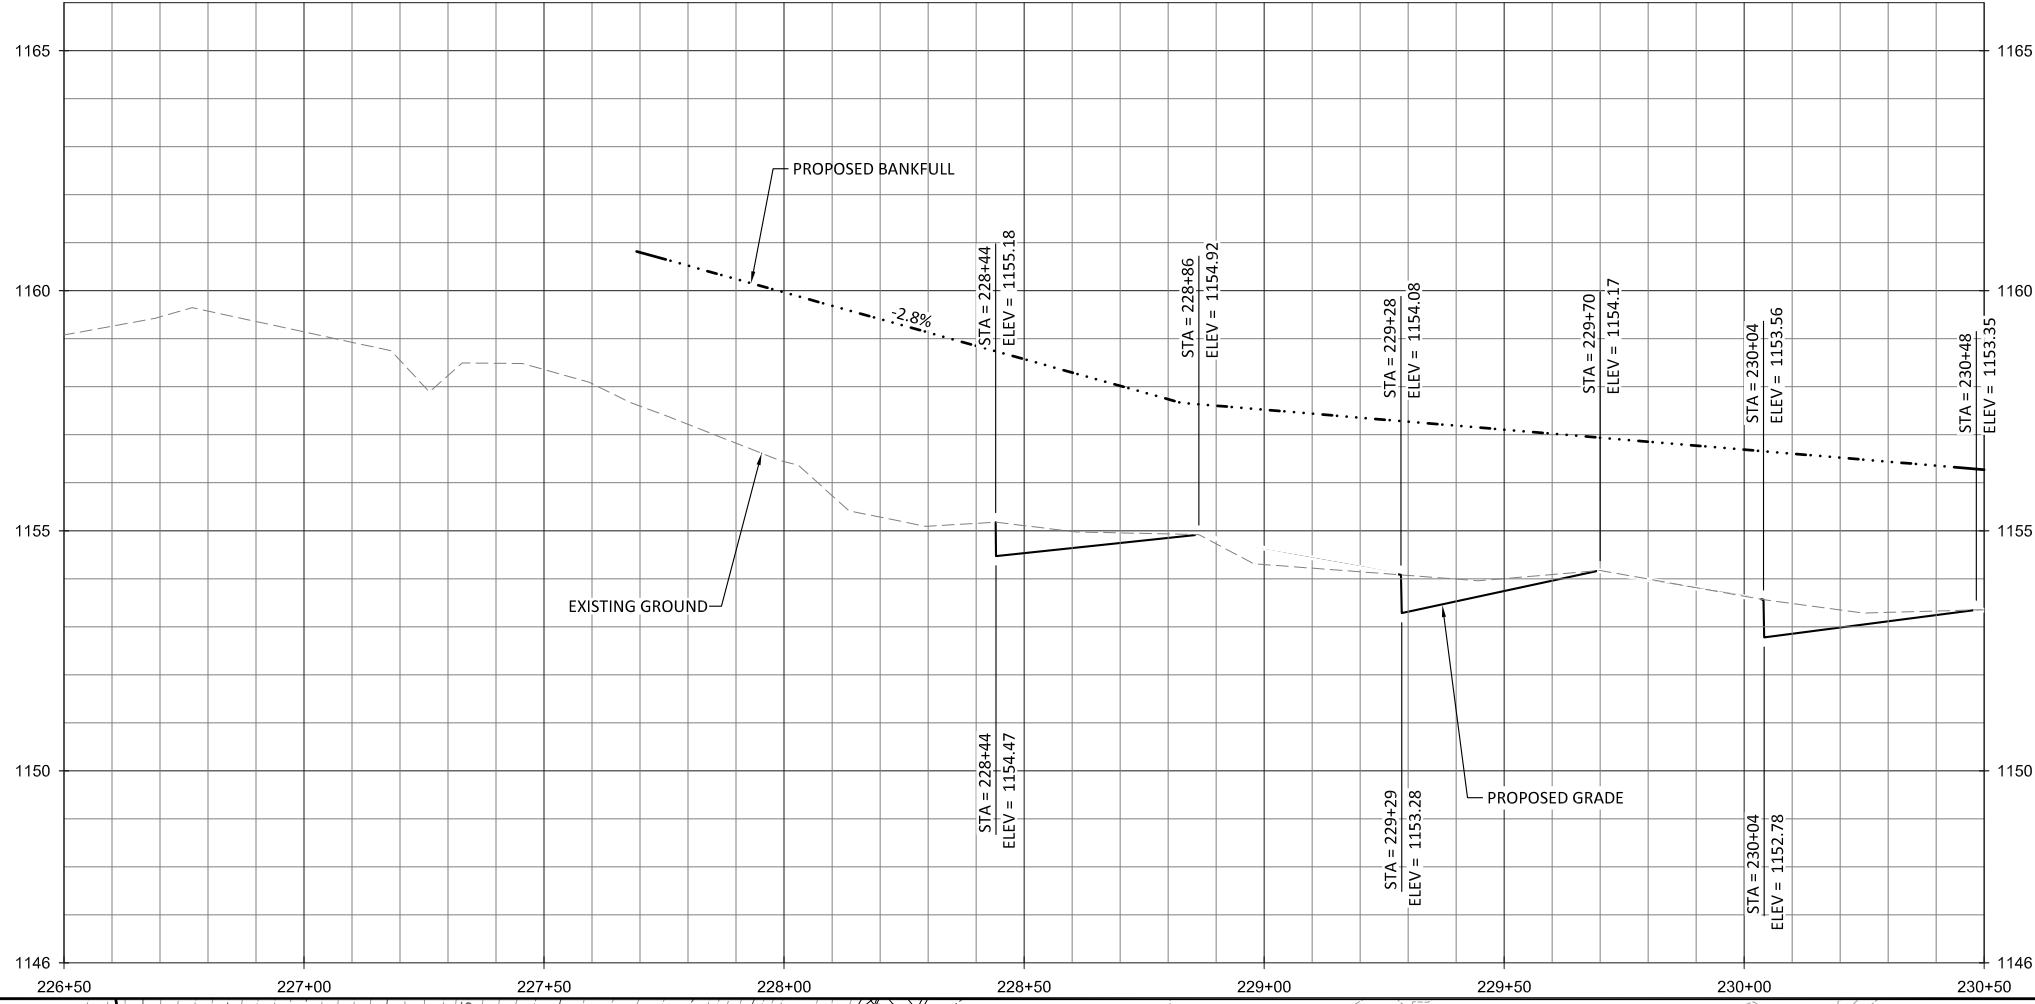 1165
1165
PROPOSED BANKFULL
-2.8%
STA = 228+44
ELEV = 1155.18
STA = 228+86
ELEV = 1154.92
STA = 229+28
ELEV = 1154.08
STA = 229+70
ELEV = 1154.17
STA = 230+04
ELEV = 1153.56
STA = 230+48
ELEV = 1153.35
1160
1160
1155
1155
EXISTING GROUND
1150
1150
PROPOSED GRADE
STA = 228+44
ELEV = 1154.47
STA = 229+29
ELEV = 1153.28
STA = 230+04
ELEV = 1152.78
1146
1146
226+50
227+00
227+50
228+00
228+50
229+00
229+50
230+00
230+50